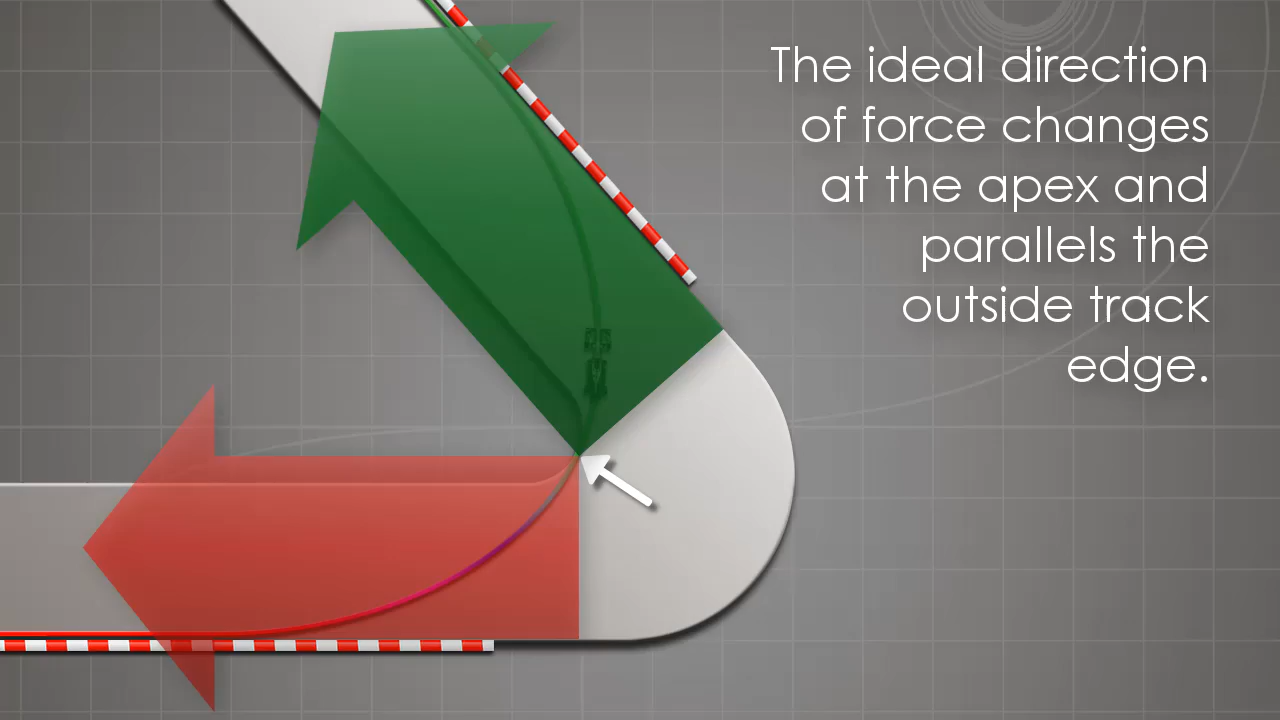 The ideal direction
of force changes
at the apex and
parallels the
outside track
edge.